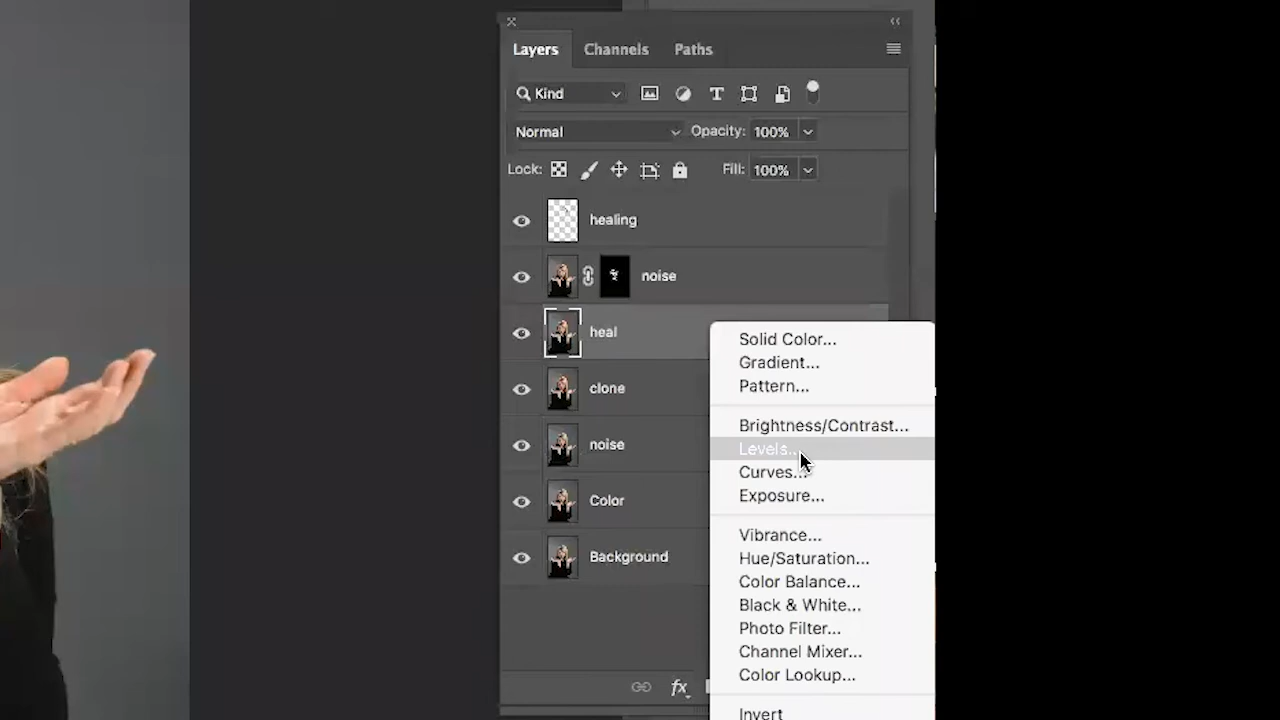 Layers Channels Paths
Kind
Normal Opacity: 100%
Lock: Fill: 100%
healing
noise
heal
clone
noise
Color
Background
fx
Solid Color...
Gradient...
Pattern...
Brightness/Contrast...
Levels...
Curves...
Exposure...
Vibrance...
Hue/Saturation...
Color Balance...
Black & White...
Photo Filter...
Channel Mixer...
Color Lookup...
Invert